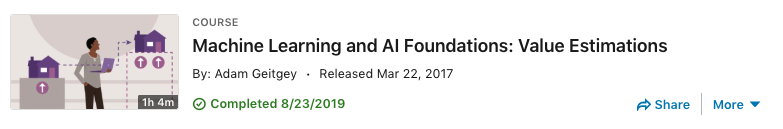 COURSE
Machine Learning and AI Foundations: Value Estimations
By: Adam Geitgey · Released Mar 22, 2017
1h 4m
Completed 8/23/2019
Share
More